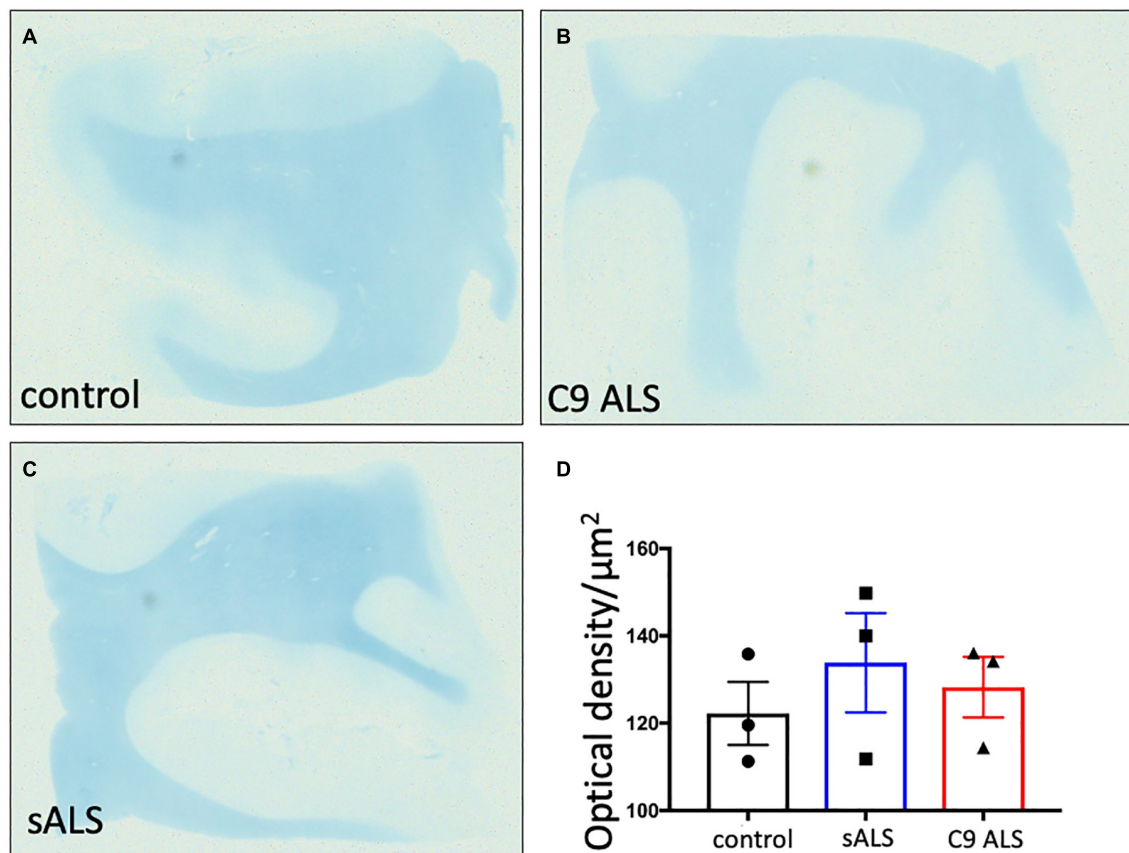 A
control
B
C9 ALS
C
sALS
D
Optical density/µm²
160
140
120
100
control
sALS
C9 ALS